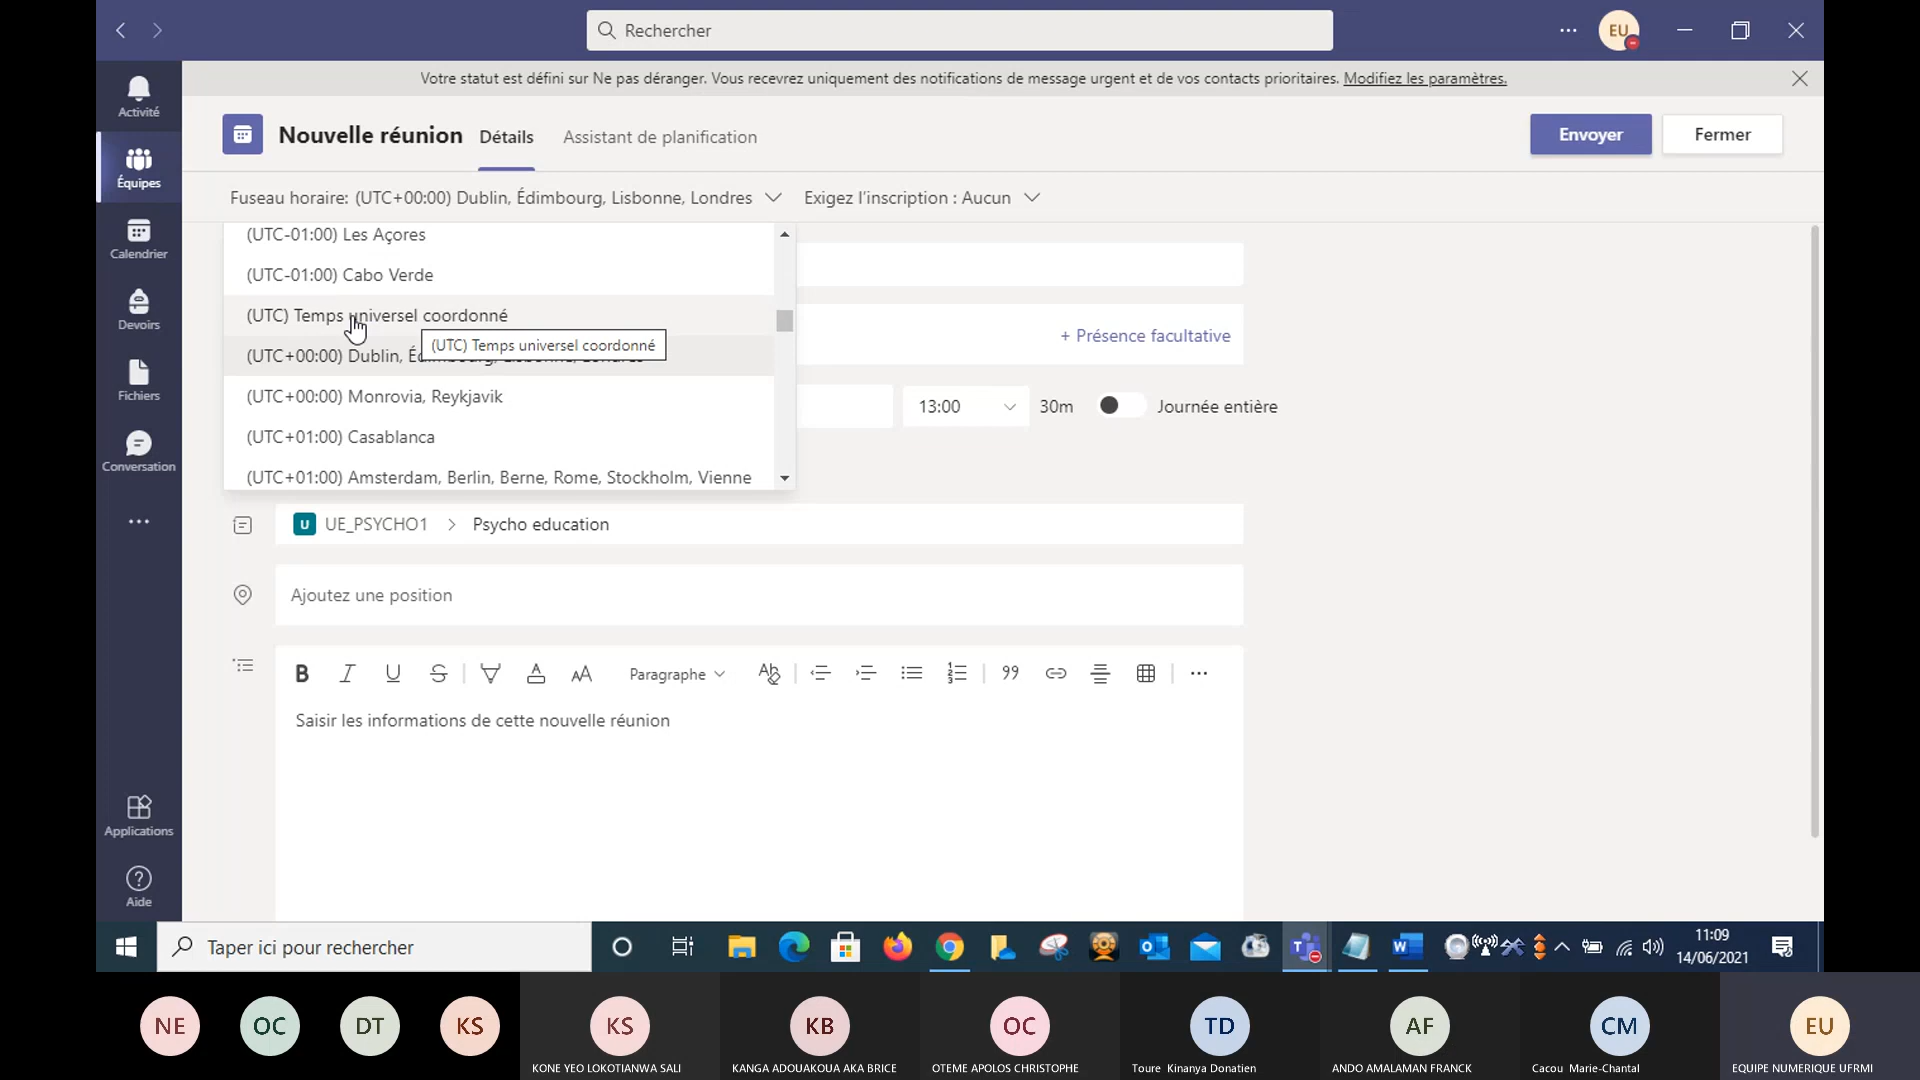 Rechercher
EU
Votre statut est défini sur Ne pas déranger. Vous recevrez uniquement des notifications de message urgent et de vos contacts prioritaires. Modifiez les paramètres.
Activité
Équipes
Calendrier
Devoirs
Fichiers
Conversation
Applications
Aide
Nouvelle réunion Détails Assistant de planification Envoyer Fermer
Fuseau horaire: (UTC+00:00) Dublin, Édimbourg, Lisbonne, Londres Exigez l'inscription : Aucun
(UTC-01:00) Les Açores
(UTC-01:00) Cabo Verde
(UTC) Temps universel coordonné
(UTC) Temps universel coordonné
(UTC+00:00) Dublin, Édimbourg, Lisbonne, Londres
(UTC+00:00) Monrovia, Reykjavik
(UTC+01:00) Casablanca
(UTC+01:00) Amsterdam, Berlin, Berne, Rome, Stockholm, Vienne
+ Présence facultative
13:00 30m Journée entière
U UE_PSYCHO1 > Psycho education
Ajoutez une position
B I U S A AA Paragraphe Ab
Saisir les informations de cette nouvelle réunion
Taper ici pour rechercher
11:09
14/06/2021
NE OC DT KS KS KB OC TD AF CM EU
KONE YEO LOKOTIANWA SALI KANGA ADOUAKOUA AKA BRICE OTEME APOLOS CHRISTOPHE Toure Kinanya Donatien ANDO AMALAMAN FRANCK Cacou Marie-Chantal EQUIPE NUMERIQUE UFRMI